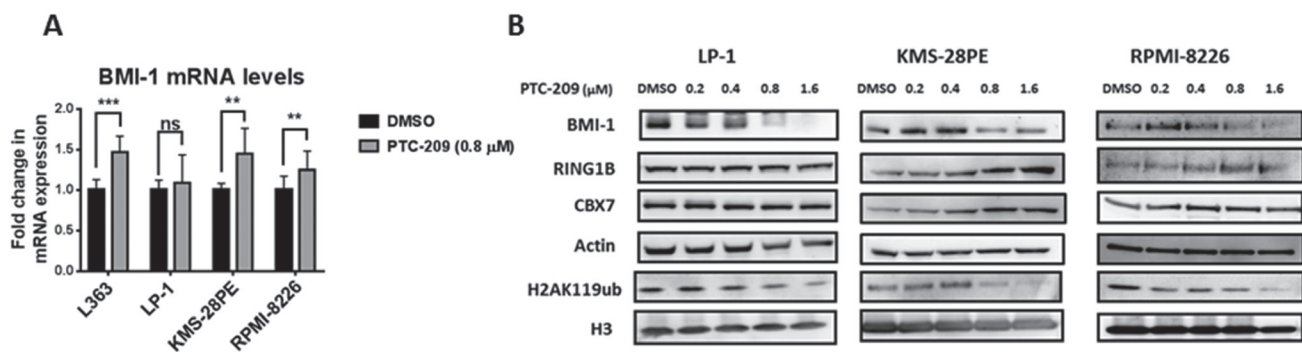 A
BMI-1 mRNA levels
Fold change in
mRNA expression
2.0
1.5
1.0
0.5
0.0
***
ns
**
**
L363
LP-1
KMS-28PE
RPMI-8226
DMSO
PTC-209 (0.8 μM)
B
LP-1 KMS-28PE RPMI-8226
PTC-209 (μM) DMSO 0.2 0.4 0.8 1.6 DMSO 0.2 0.4 0.8 1.6 DMSO 0.2 0.4 0.8 1.6
BMI-1
RING1B
CBX7
Actin
H2AK119ub
H3